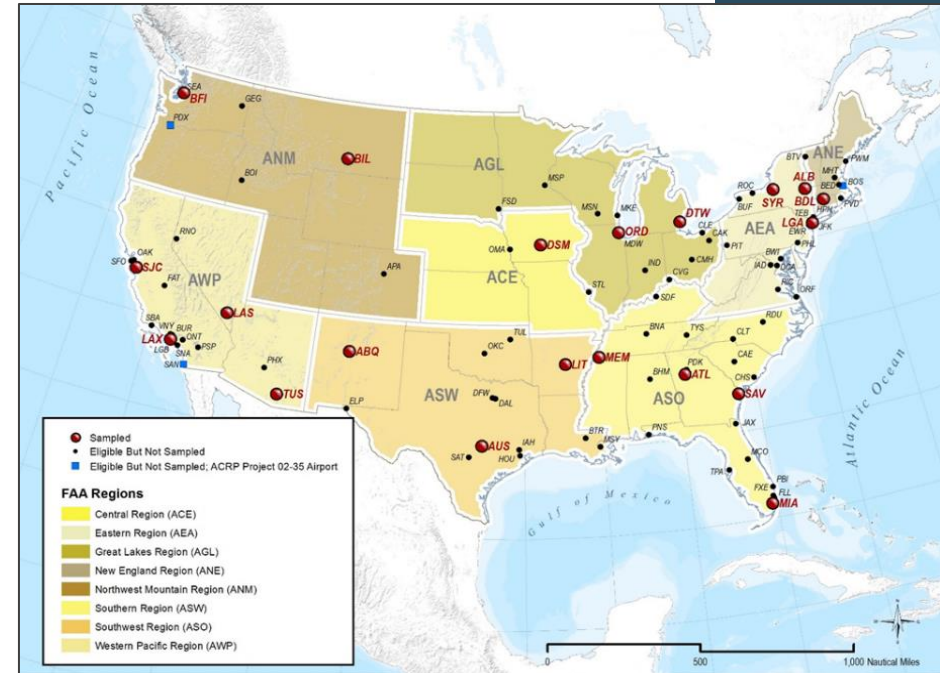 Pacific Ocean
SEA
BFI
GEG
PDX
ANM
BIL
BOI
AGL
MSP
FSD
MSN
MKE
ORD
MDW
DTW
CLE
CAK
BTV
ANE
PWM
ALB
MHT
BED
BOS
ROC
BUF
SYR
BDL
PVD
HPN
TEB
LGA
JFK
EWR
AEA
PIT
PHL
BWI
IAD
DCA
RIC
ORF
OMA
DSM
ACE
IND
CMH
CVG
STL
SDF
RNO
OAK
SFO
SJC
FAT
AWP
APA
LAS
SBA
VNY
BUR
LAX
ONT
LGB
SNA
PSP
SAN
PHX
TUS
ABQ
ELP
TUL
OKC
LIT
ASW
DFW
DAL
AUS
SAT
IAH
HOU
BTR
MSY
BNA
TYS
CLT
RDU
MEM
BHM
PDK
ATL
CAE
CHS
SAV
ASO
PNS
JAX
MCO
TPA
PBI
FXE
FLL
MIA
Gulf of Mexico
Atlantic Ocean
Sampled
Eligible But Not Sampled
Eligible But Not Sampled; ACRP Project 02-35 Airport
FAA Regions
Central Region (ACE)
Eastern Region (AEA)
Great Lakes Region (AGL)
New England Region (ANE)
Northwest Mountain Region (ANM)
Southern Region (ASW)
Southwest Region (ASO)
Western Pacific Region (AWP)
0 500 1,000 Nautical Miles